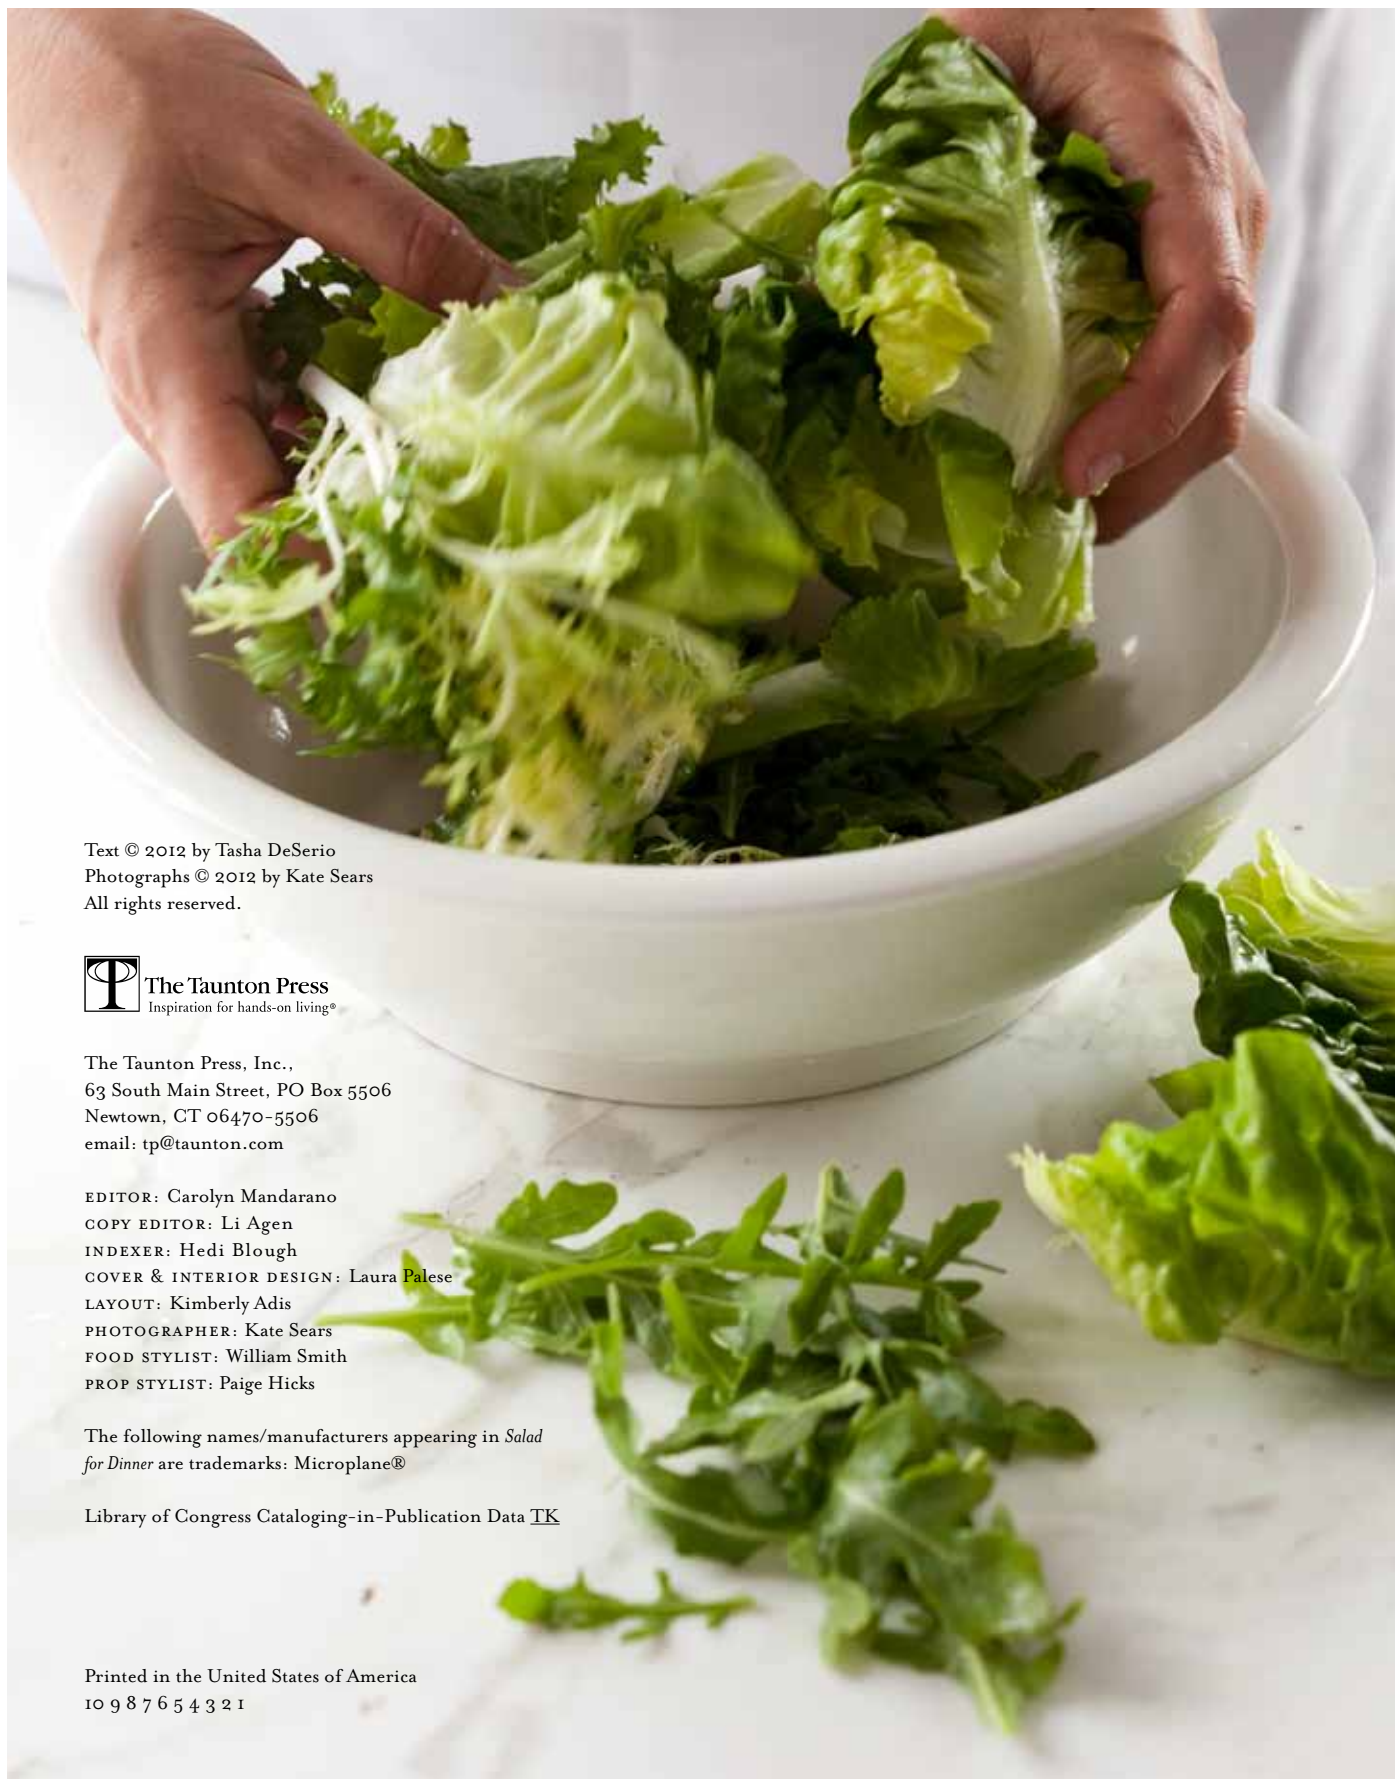 Text © 2012 by Tasha DeSerio
Photographs © 2012 by Kate Sears
All rights reserved.
The Taunton Press
Inspiration for hands-on living®
The Taunton Press, Inc.,
63 South Main Street, PO Box 5506
Newtown, CT 06470-5506
email: tp@taunton.com
EDITOR: Carolyn Mandarano
COPY EDITOR: Li Agen
INDEXER: Hedi Blough
COVER & INTERIOR DESIGN: Laura Palese
LAYOUT: Kimberly Adis
PHOTOGRAPHER: Kate Sears
FOOD STYLIST: William Smith
PROP STYLIST: Paige Hicks
The following names/manufacturers appearing in Salad
for Dinner are trademarks: Microplane®
Library of Congress Cataloging-in-Publication Data TK
Printed in the United States of America
10 9 8 7 6 5 4 3 2 1